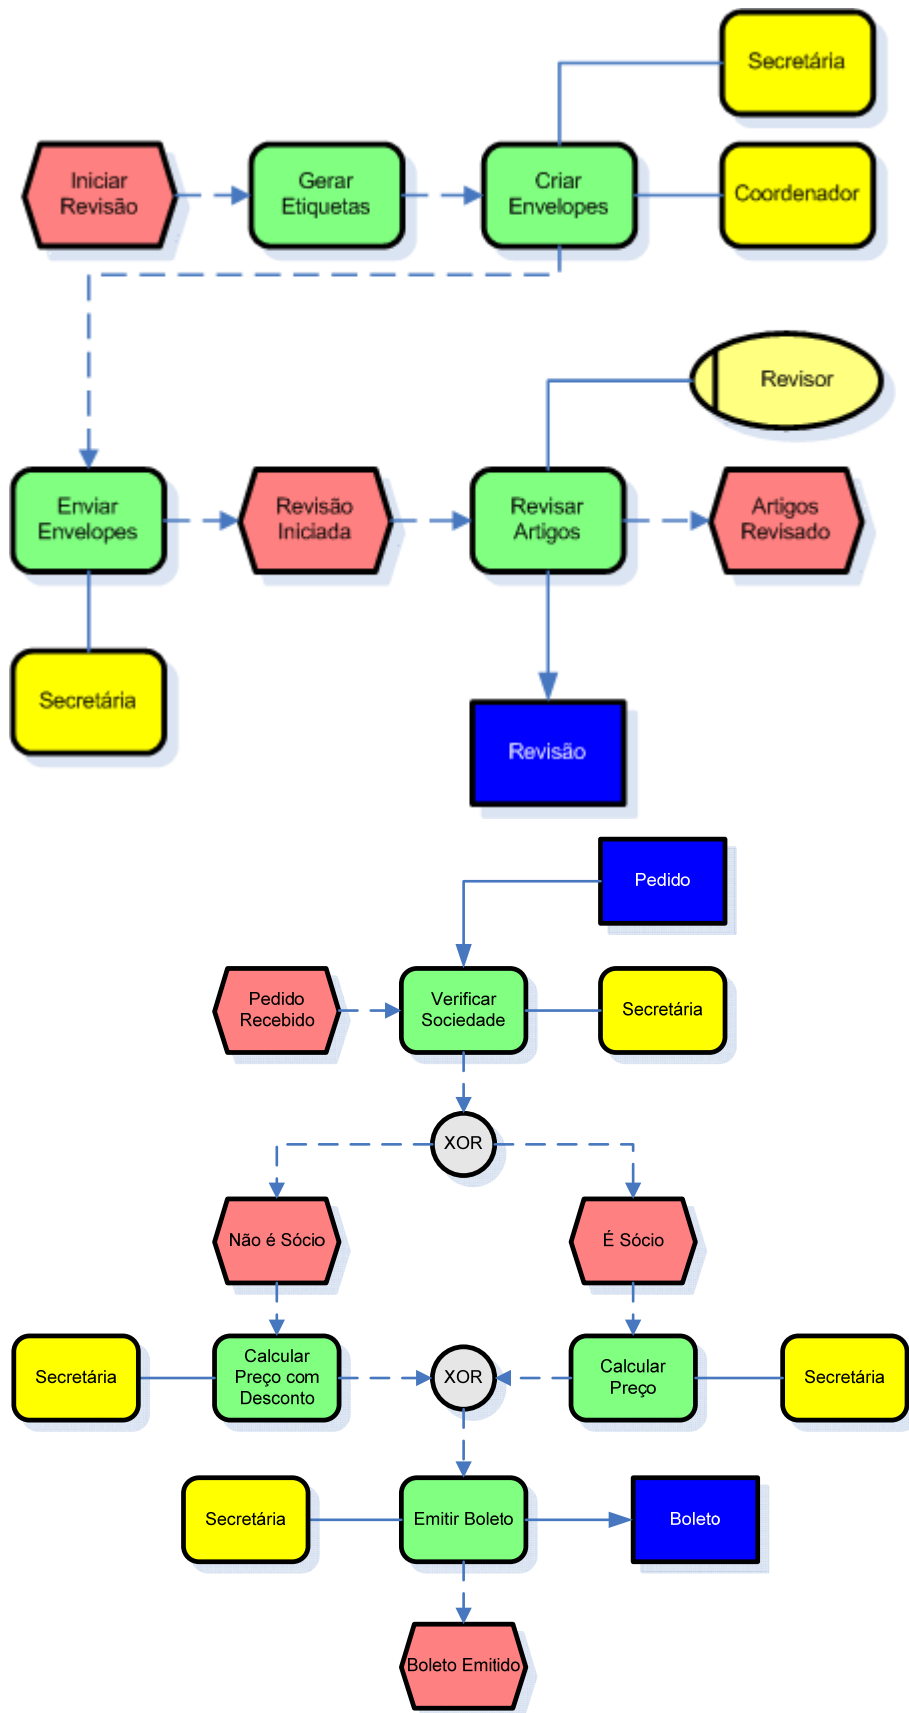 Secretária
Iniciar
Revisão
Gerar
Etiquetas
Criar
Envelopes
Coordenador
Revisor
Enviar
Envelopes
Revisão
Iniciada
Revisar
Artigos
Artigos
Revisado
Secretária
Revisão
Pedido
Pedido
Recebido
Verificar
Sociedade
Secretária
XOR
Não é Sócio
É Sócio
Secretária
Calcular
Preço com
Desconto
XOR
Calcular
Preço
Secretária
Secretária
Emitir Boleto
Boleto
Boleto Emitido